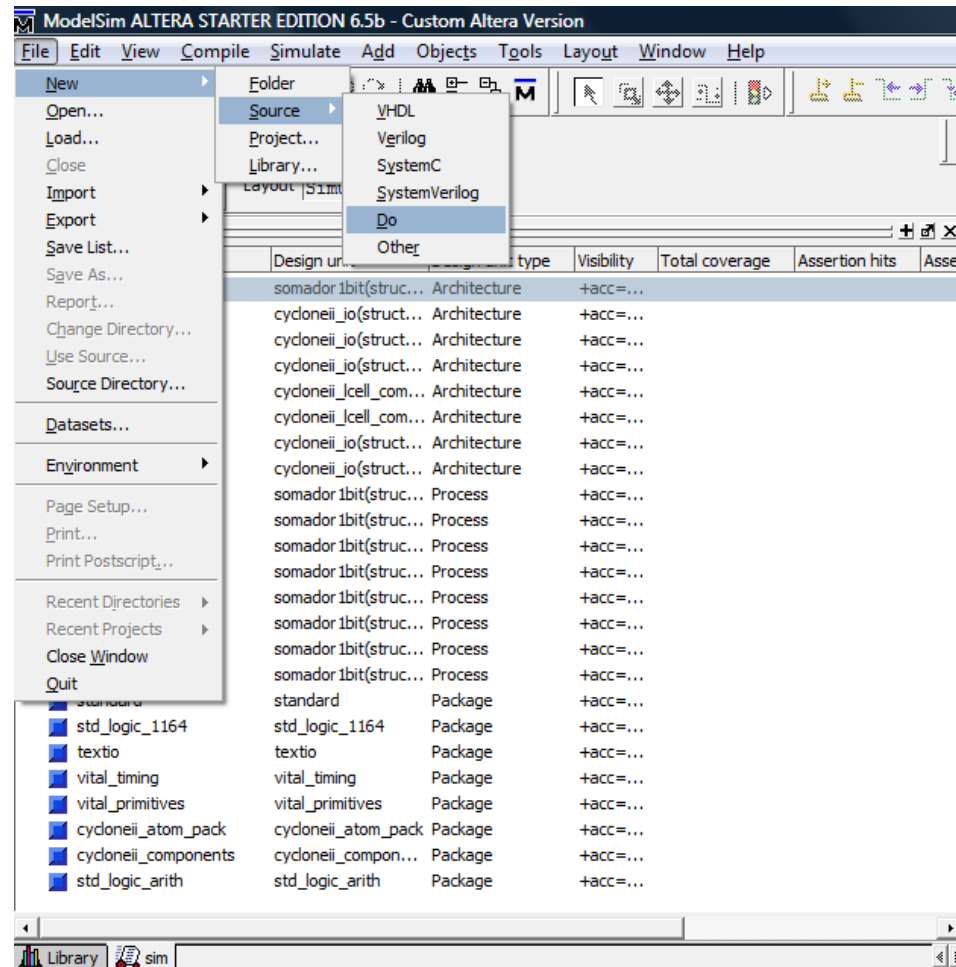 ModelSim ALTERA STARTER EDITION 6.5b - Custom Altera Version
File Edit View Compile Simulate Add Objects Tools Layout Window Help
New
Open...
Load...
Close
Import
Export
Save List...
Save As...
Report...
Change Directory...
Use Source...
Source Directory...
Datasets...
Environment
Page Setup...
Print...
Print Postscript...
Recent Directories
Recent Projects
Close Window
Quit
Folder
Source
Project...
Library...
VHDL
Verilog
SystemC
SystemVerilog
Do
Other
M
Layout
Design type Visibility Total coverage Assertion hits Asse
somador1bit(struc... Architecture +acc=...
cycloneii_io(struct... Architecture +acc=...
cycloneii_io(struct... Architecture +acc=...
cycloneii_io(struct... Architecture +acc=...
cycloneii_lcell_com... Architecture +acc=...
cycloneii_lcell_com... Architecture +acc=...
cycloneii_io(struct... Architecture +acc=...
cycloneii_io(struct... Architecture +acc=...
somador1bit(struc... Process +acc=...
somador1bit(struc... Process +acc=...
somador1bit(struc... Process +acc=...
somador1bit(struc... Process +acc=...
somador1bit(struc... Process +acc=...
somador1bit(struc... Process +acc=...
somador1bit(struc... Process +acc=...
somador1bit(struc... Process +acc=...
standard standard Package +acc=...
std_logic_1164 std_logic_1164 Package +acc=...
textio textio Package +acc=...
vital_timing vital_timing Package +acc=...
vital_primitives vital_primitives Package +acc=...
cycloneii_atom_pack cycloneii_atom_pack Package +acc=...
cycloneii_components cycloneii_compon... Package +acc=...
std_logic_arith std_logic_arith Package +acc=...
Library sim